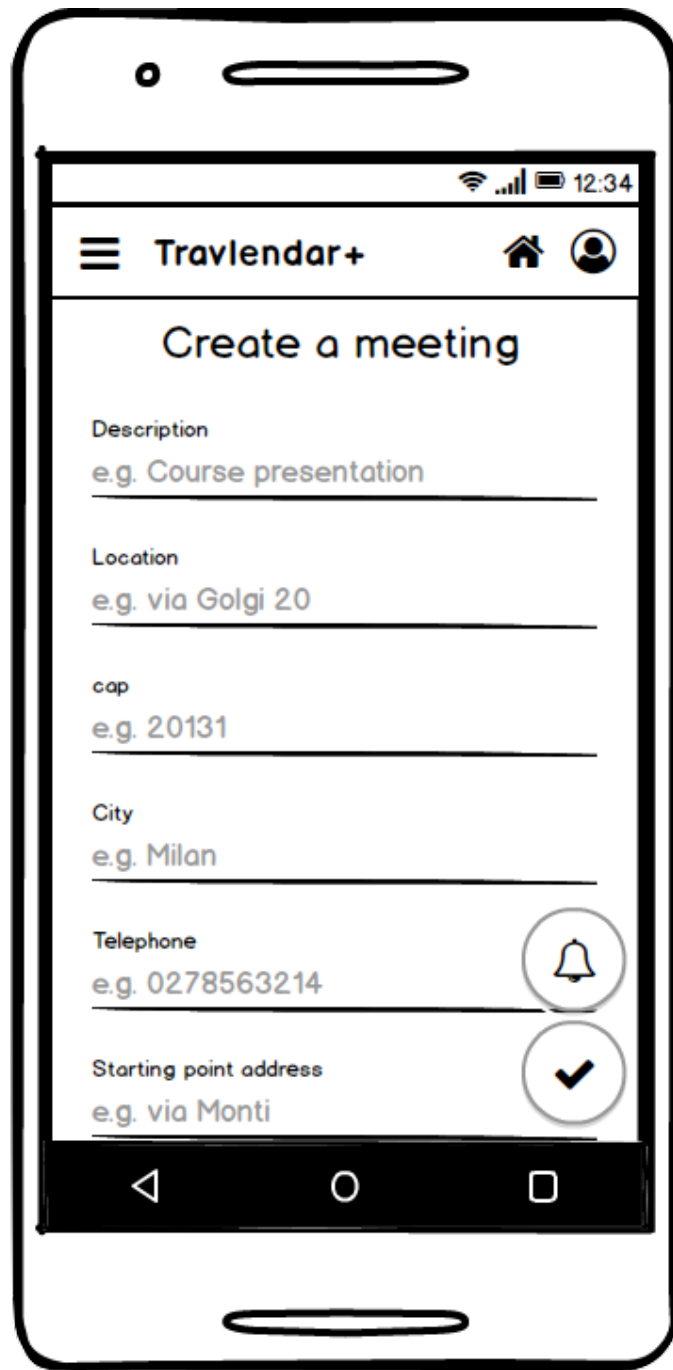 12:34
Travlendar+
Create a meeting
Description
e.g. Course presentation
Location
e.g. via Golgi 20
cap
e.g. 20131
City
e.g. Milan
Telephone
e.g. 0278563214
Starting point address
e.g. via Monti